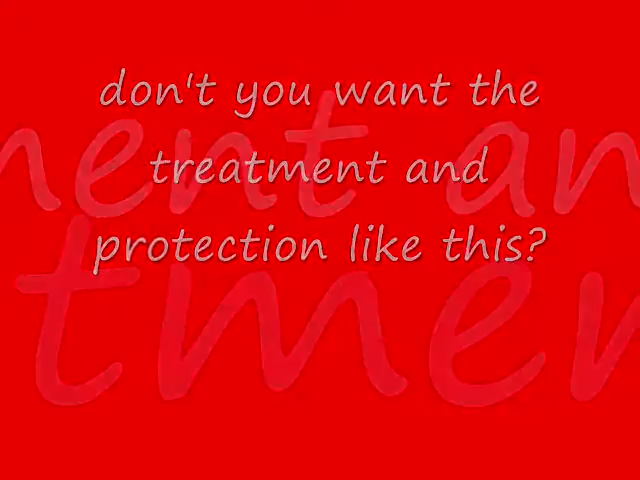 don't you want the
treatment and
protection like this?